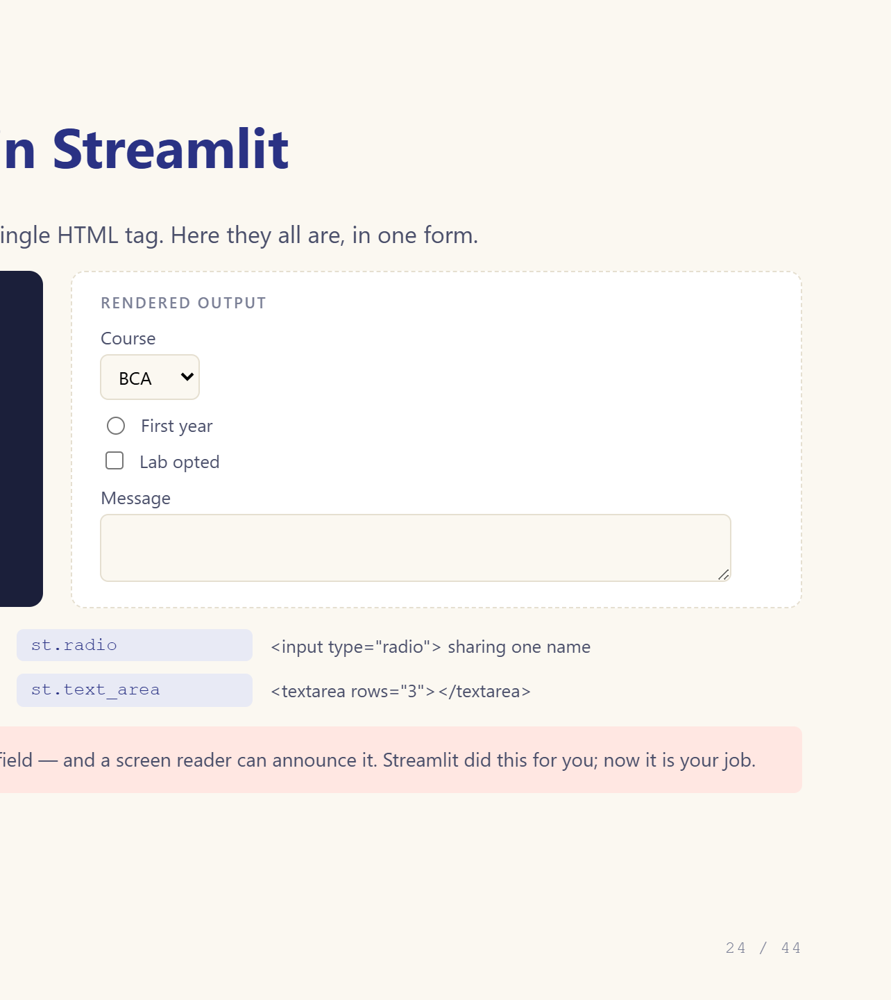 in Streamlit
ingle HTML tag. Here they all are, in one form.
RENDERED OUTPUT
Course
BCA
First year
Lab opted
Message
st.radio
<input type="radio"> sharing one name
st.text_area
<textarea rows="3"></textarea>
field — and a screen reader can announce it. Streamlit did this for you; now it is your job.
24 / 44